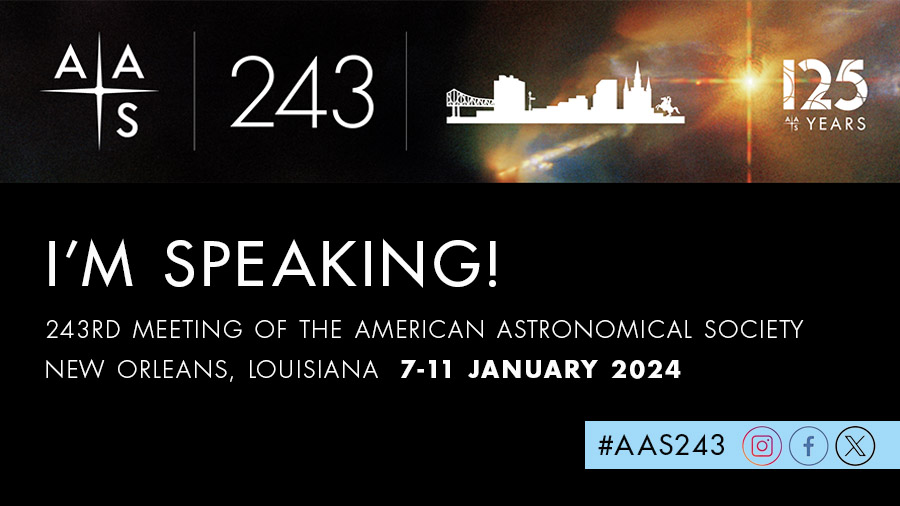 A A
S
243
125
AAS YEARS
I'M SPEAKING!
243RD MEETING OF THE AMERICAN ASTRONOMICAL SOCIETY
NEW ORLEANS, LOUISIANA 7-11 JANUARY 2024
#AAS243